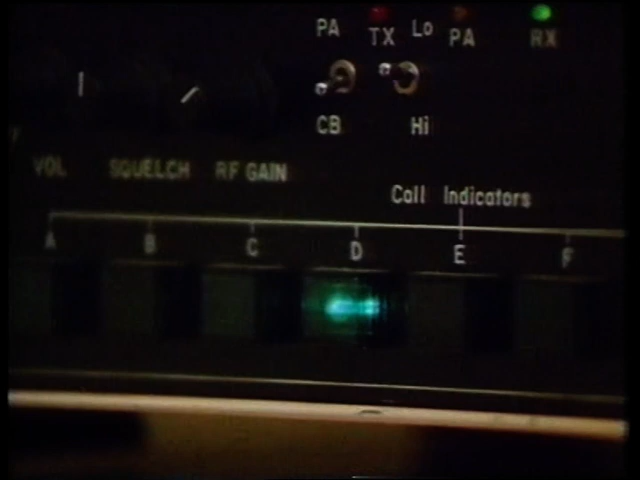 PA TX Lo PA RX
CB Hi
VOL SQUELCH RF GAIN
Call Indicators
A B C D E F